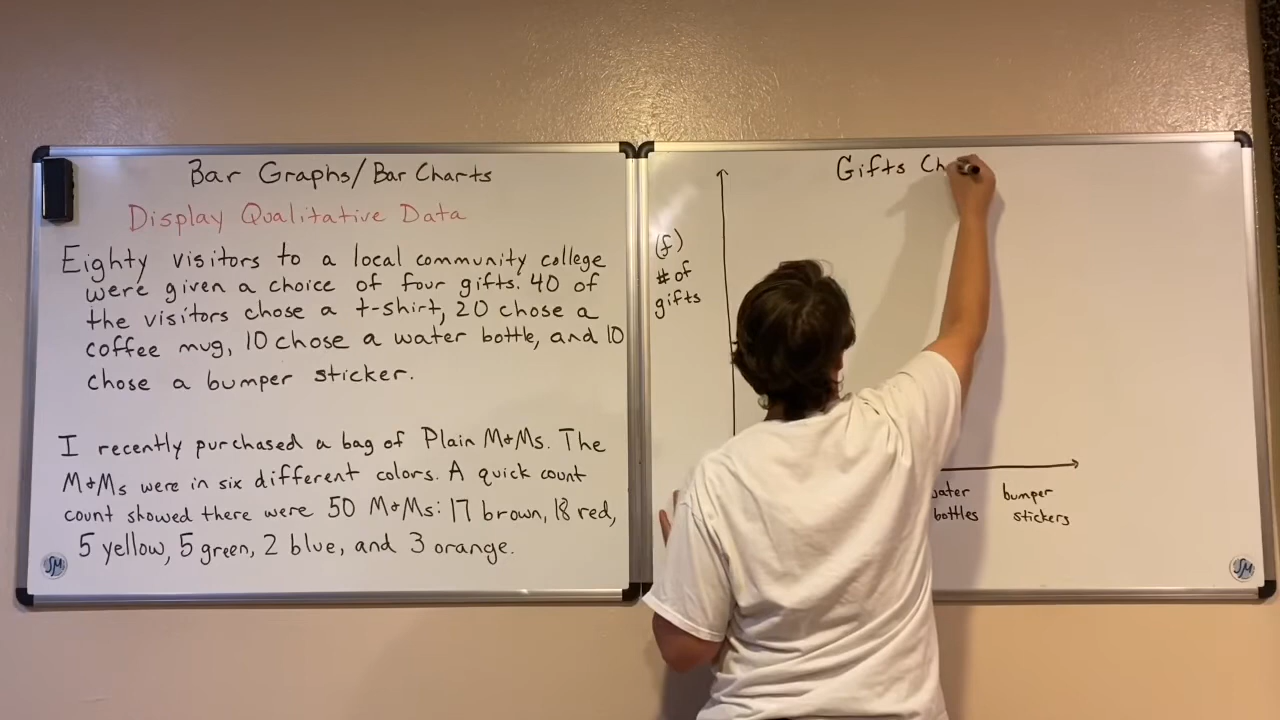 Bar Graphs/Bar Charts
Display Qualitative Data
Eighty visitors to a local community college
were given a choice of four gifts. 40 of
the visitors chose a t-shirt, 20 chose a
coffee mug, 10 chose a water bottle, and 10
chose a bumper sticker.
I recently purchased a bag of Plain M&Ms. The
M&Ms were in six different colors. A quick count
count showed there were 50 M&Ms: 17 brown, 18 red,
5 yellow, 5 green, 2 blue, and 3 orange.
SM
Gifts Ch
(f)
# of
gifts
water
bottles
bumper
stickers
SM